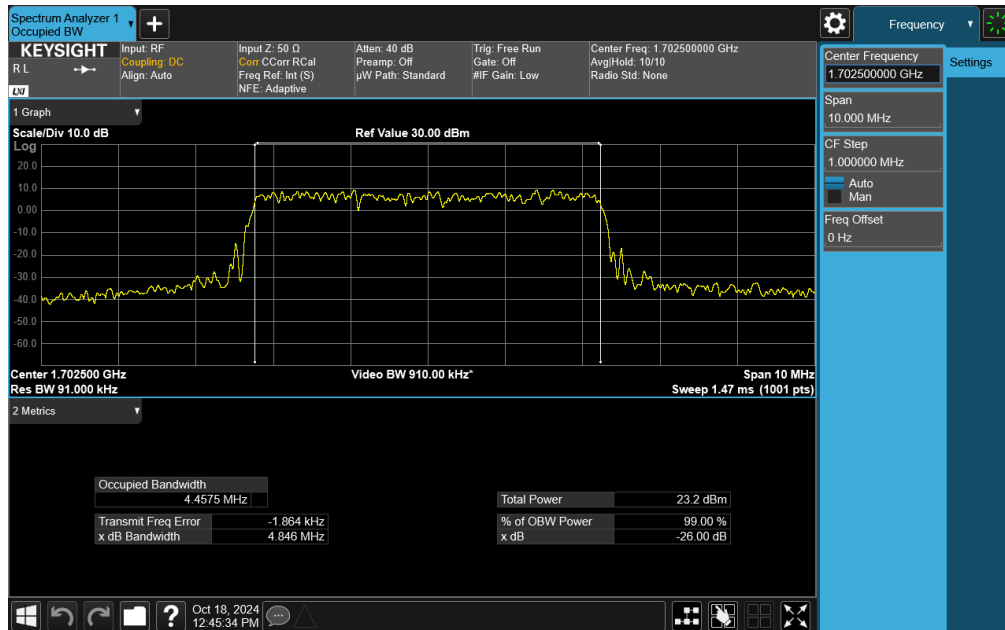 Spectrum Analyzer 1
Occupied BW
Frequency
KEYSIGHT
R L
LXI
Input: RF
Coupling: DC
Align: Auto
Input Z: 50 Ω
Corr CCorr RCal
Freq Ref: Int (S)
NFE: Adaptive
Atten: 40 dB
Preamp: Off
µW Path: Standard
Trig: Free Run
Gate: Off
#IF Gain: Low
Center Freq: 1.702500000 GHz
Avg|Hold: 10/10
Radio Std: None
Center Frequency
1.702500000 GHz
Settings
Span
10.000 MHz
CF Step
1.000000 MHz
Auto
Man
Freq Offset
0 Hz
1 Graph
Scale/Div 10.0 dB
Ref Value 30.00 dBm
Log
20.0
10.0
0.00
-10.0
-20.0
-30.0
-40.0
-50.0
-60.0
Center 1.702500 GHz
Video BW 910.00 kHz*
Span 10 MHz
Res BW 91.000 kHz
Sweep 1.47 ms (1001 pts)
2 Metrics
Occupied Bandwidth
4.4575 MHz
Total Power 23.2 dBm
Transmit Freq Error -1.864 kHz
% of OBW Power 99.00 %
x dB Bandwidth 4.846 MHz
x dB -26.00 dB
Oct 18, 2024
12:45:34 PM